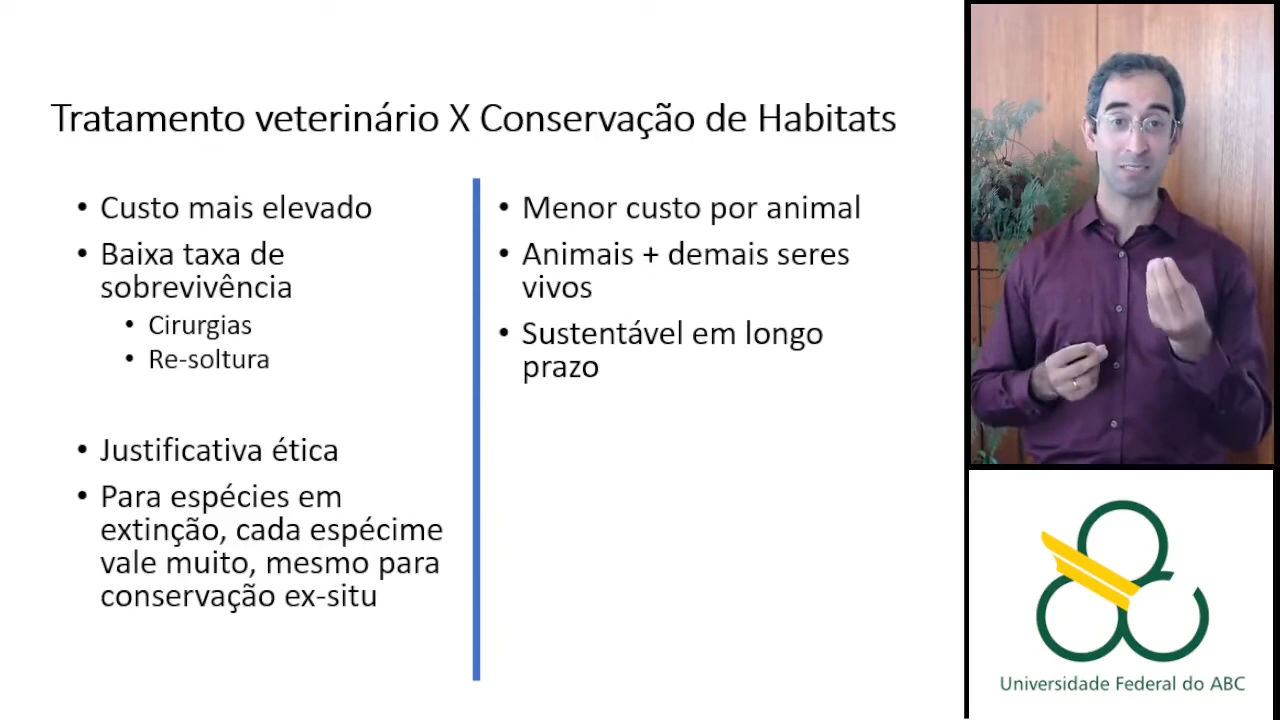 Tratamento veterinário X Conservação de Habitats
• Custo mais elevado
• Baixa taxa de
sobrevivência
• Cirurgias
• Re-soltura
• Justificativa ética
• Para espécies em
extinção, cada espécime
vale muito, mesmo para
conservação ex-situ
• Menor custo por animal
• Animais + demais seres
vivos
• Sustentável em longo
prazo
Universidade Federal do ABC